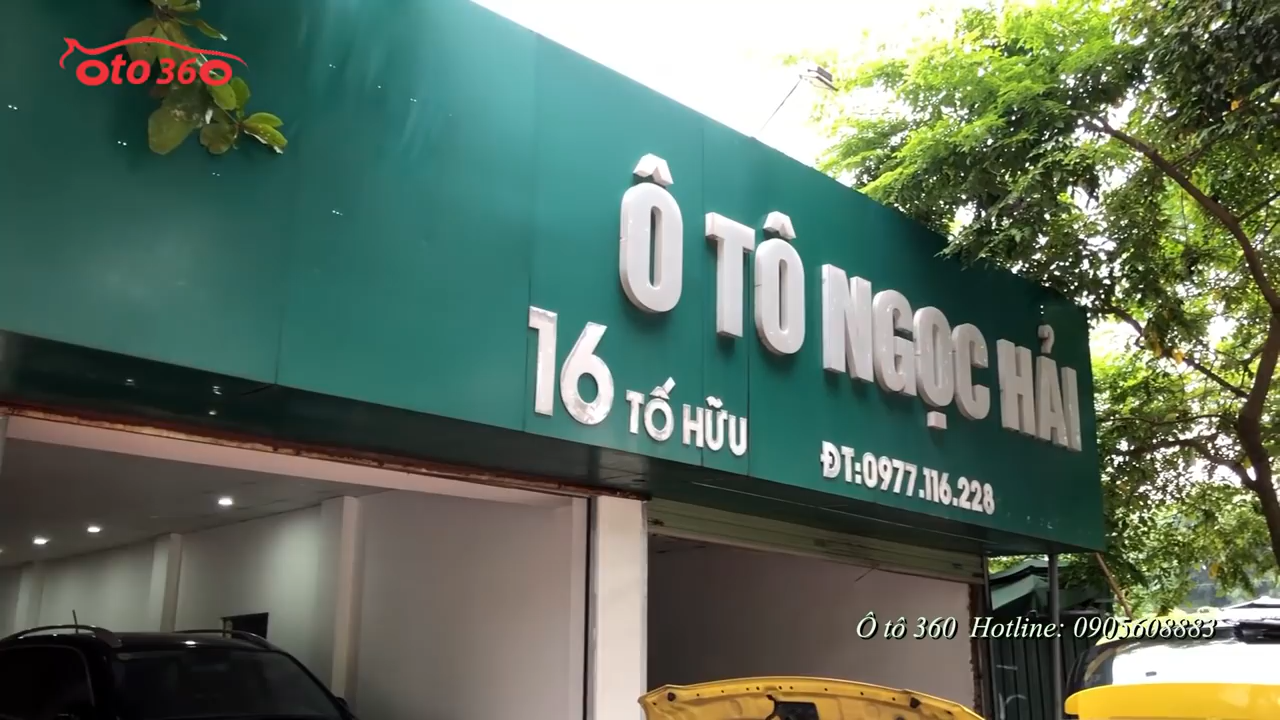 oto360
Ô TÔ NGỌC HẢI
16 TỐ HỮU
ĐT:0977.116.228
Ô tô 360 Hotline: 0905608883